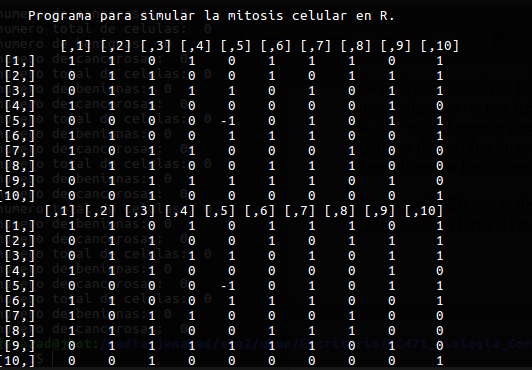 Programa para simular la mitosis celular en R.
[,1] [,2] [,3] [,4] [,5] [,6] [,7] [,8] [,9] [,10]
[1,] 1 1 0 1 0 1 1 1 0 1
[2,] 0 1 1 0 0 1 0 1 1 1
[3,] 0 1 1 1 1 0 1 0 1 1
[4,] 0 0 1 0 0 0 0 0 1 1
[5,] 0 0 0 0 -1 0 1 0 1 0
[6,] 1 0 0 0 1 1 1 0 0 1
[7,] 0 0 1 1 0 0 1 0 0 1
[8,] 0 1 1 0 0 1 1 1 0 0
[9,] 0 1 1 1 1 1 1 0 1 0
[10,] 0 0 1 0 0 0 0 0 0 1
[,1] [,2] [,3] [,4] [,5] [,6] [,7] [,8] [,9] [,10]
[1,] 1 1 0 1 0 1 1 0 1 1
[2,] 0 1 1 0 0 1 0 1 1 1
[3,] 0 1 1 1 1 0 1 1 0 1
[4,] 1 1 1 0 0 0 0 0 1 0
[5,] 0 0 0 0 -1 0 1 0 1 0
[6,] 1 0 1 0 1 1 1 0 0 1
[7,] 0 0 1 1 0 0 1 0 0 1
[8,] 0 1 1 0 0 0 1 0 0 0
[9,] 0 1 1 0 0 1 1 0 1 0
[10,] 0 0 1 0 0 0 0 0 0 1